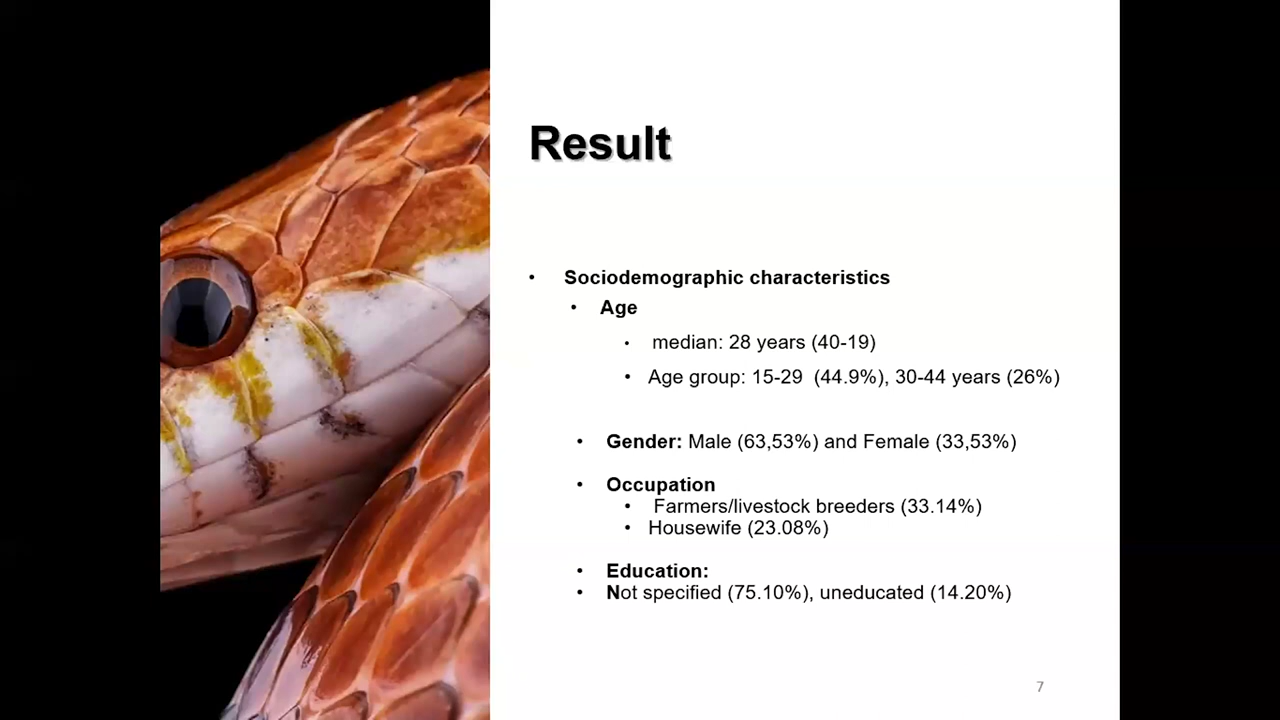 Result
• Sociodemographic characteristics
• Age
• median: 28 years (40-19)
• Age group: 15-29 (44.9%), 30-44 years (26%)
• Gender: Male (63,53%) and Female (33,53%)
• Occupation
• Farmers/livestock breeders (33.14%)
• Housewife (23.08%)
• Education:
• Not specified (75.10%), uneducated (14.20%)
7